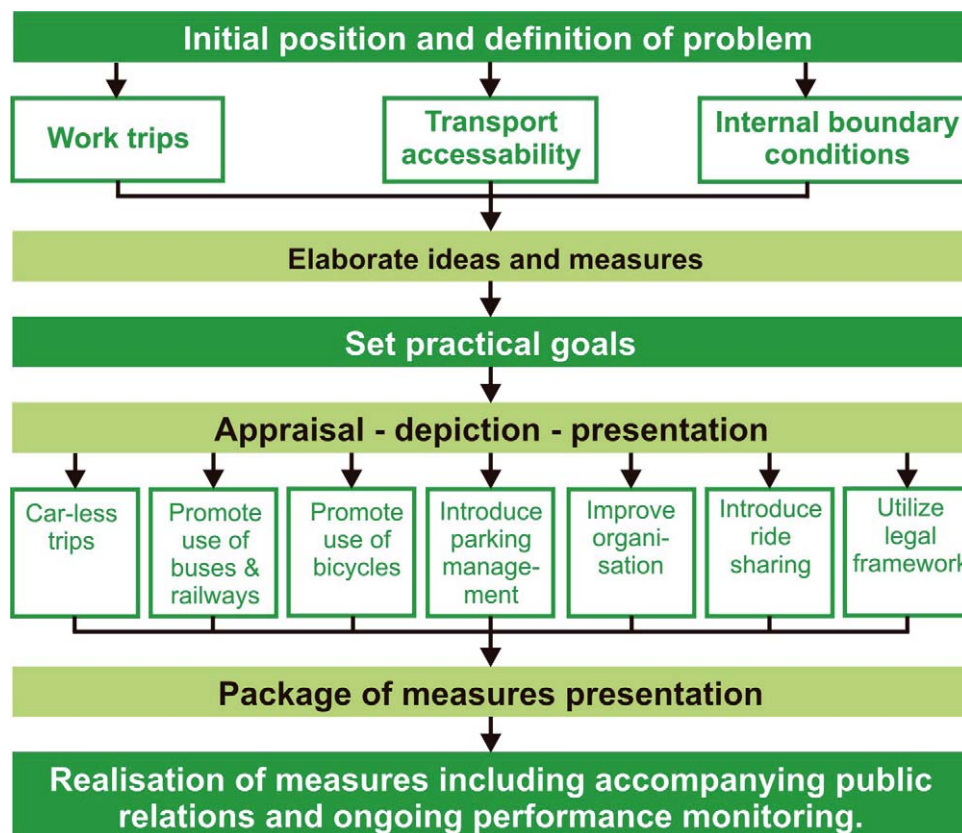 Initial position and definition of problem
Work trips
Transport
accessability
Internal boundary
conditions
Elaborate ideas and measures
Set practical goals
Appraisal - depiction - presentation
Car-less
trips
Promote
use of
buses &
railways
Promote
use of
bicycles
Introduce
parking
manage-
ment
Improve
organi-
sation
Introduce
ride
sharing
Utilize
legal
framework
Package of measures presentation
Realisation of measures including accompanying public
relations and ongoing performance monitoring.